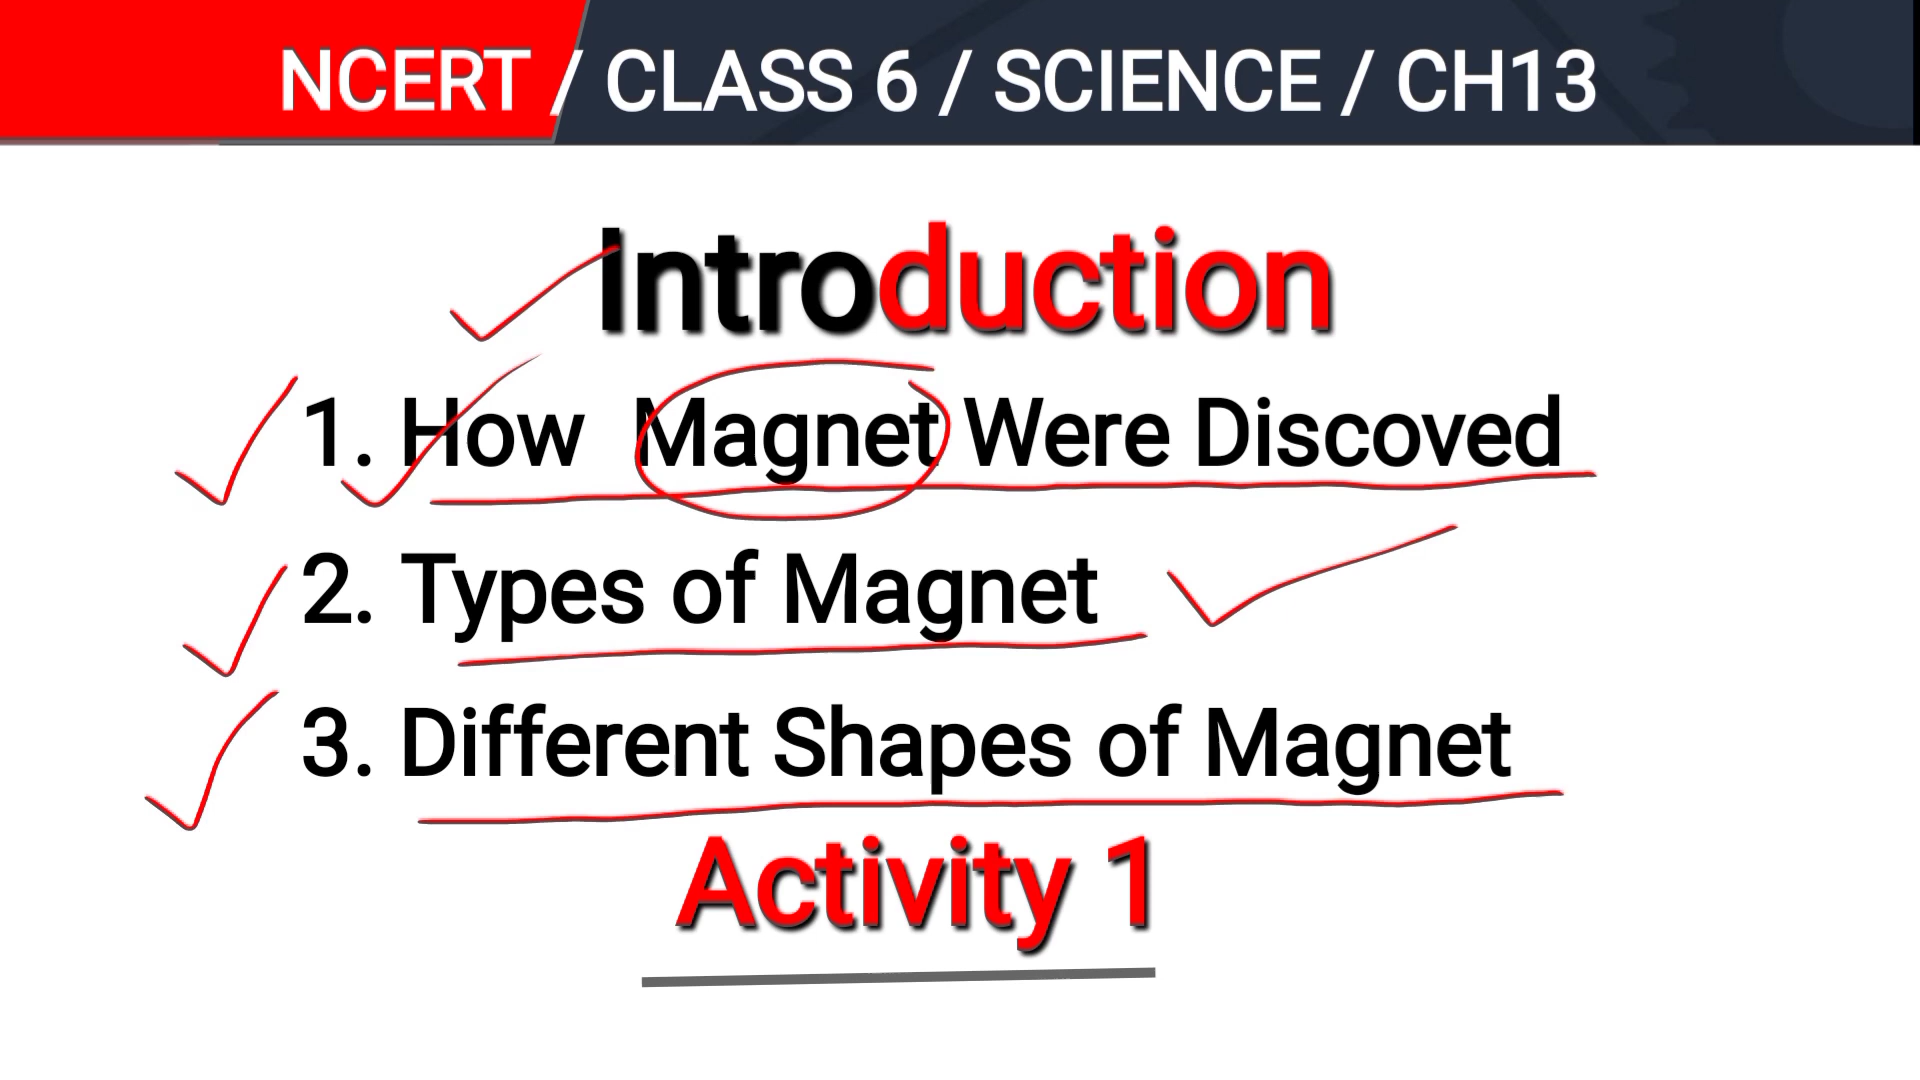 NCERT / CLASS 6 / SCIENCE / CH13
Introduction
1. How Magnet Were Discoved
2. Types of Magnet
3. Different Shapes of Magnet
Activity 1